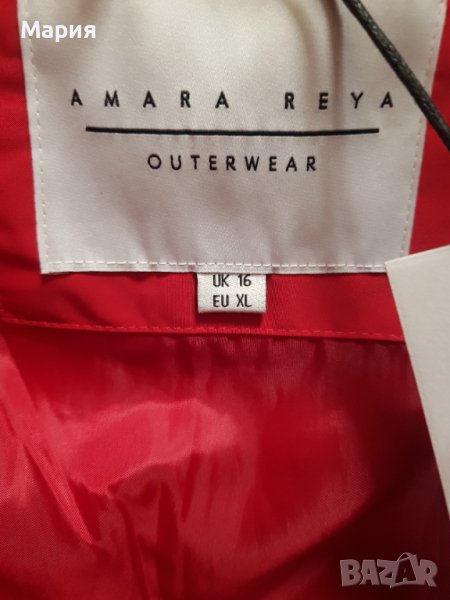 Мария
AMARA REYA
OUTERWEAR
UK 16
EU XL
BAZAR